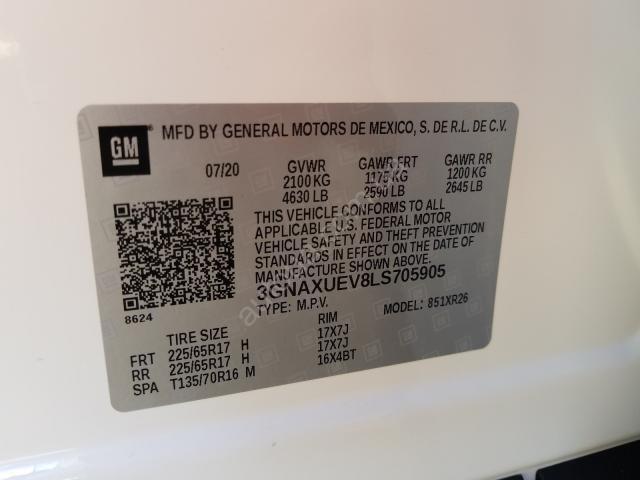 GM
MFD BY GENERAL MOTORS DE MEXICO, S. DE R.L. DE C.V.
07/20 GVWR GAWR FRT GAWR RR
2100 KG 1175 KG 1200 KG
4630 LB 2590 LB 2645 LB
THIS VEHICLE CONFORMS TO ALL
APPLICABLE U.S. FEDERAL MOTOR
VEHICLE SAFETY AND THEFT PREVENTION
STANDARDS IN EFFECT ON THE DATE OF
MANUFACTURE SHOWN ABOVE.
3GNAXUEV8LS705905
8624 TYPE: M.P.V. MODEL: 851XR26
TIRE SIZE RIM
FRT 225/65R17 H 17X7J
RR 225/65R17 H 17X7J
SPA T135/70R16 M 16X4BT